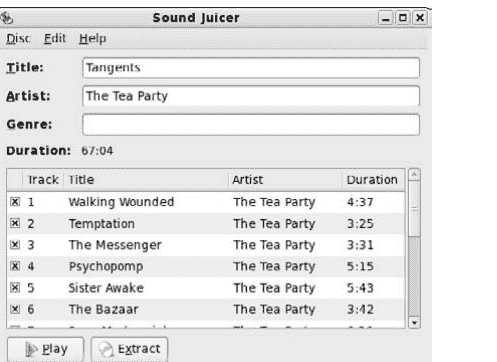 Sound Juicer
Disc Edit Help
Title: Tangents
Artist: The Tea Party
Genre:
Duration: 67:04
Track Title Artist Duration
1 Walking Wounded The Tea Party 4:37
2 Temptation The Tea Party 3:25
3 The Messenger The Tea Party 3:31
4 Psychopomp The Tea Party 5:15
5 Sister Awake The Tea Party 5:43
6 The Bazaar The Tea Party 3:42
Play Extract